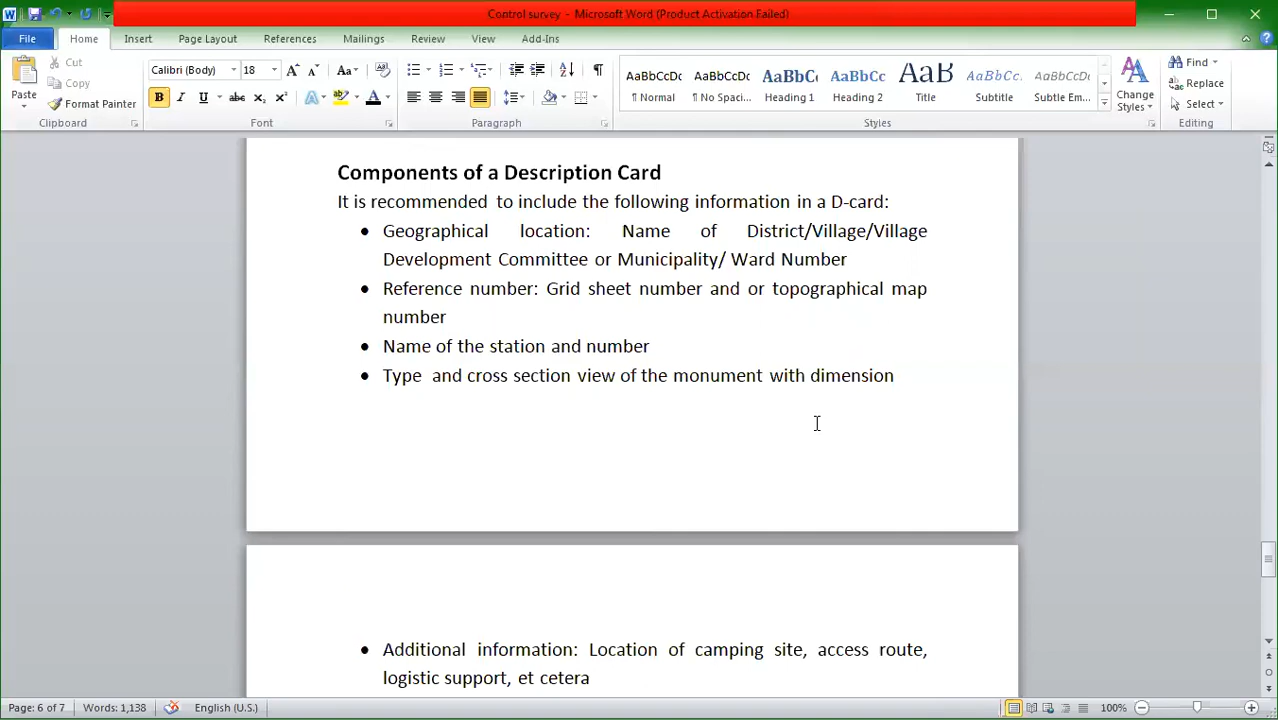 Control survey - Microsoft Word (Product Activation Failed)
File Home Insert Page Layout References Mailings Review View Add-Ins
Paste
Cut
Copy
Format Painter
Clipboard
Calibri (Body) 18
Font
Paragraph
AaBbCcDc AaBbCcDc AaBbC AaBbCc AaB AaBbCcL AaBbCcDc
¶ Normal ¶ No Spaci... Heading 1 Heading 2 Title Subtitle Subtle Em...
Styles
Change Styles
Find
Replace
Select
Editing
Components of a Description Card
It is recommended to include the following information in a D-card:
• Geographical location: Name of District/Village/Village
Development Committee or Municipality/ Ward Number
• Reference number: Grid sheet number and or topographical map
number
• Name of the station and number
• Type and cross section view of the monument with dimension
• Additional information: Location of camping site, access route,
logistic support, et cetera
Page: 6 of 7 Words: 1,138 English (U.S.) 100%